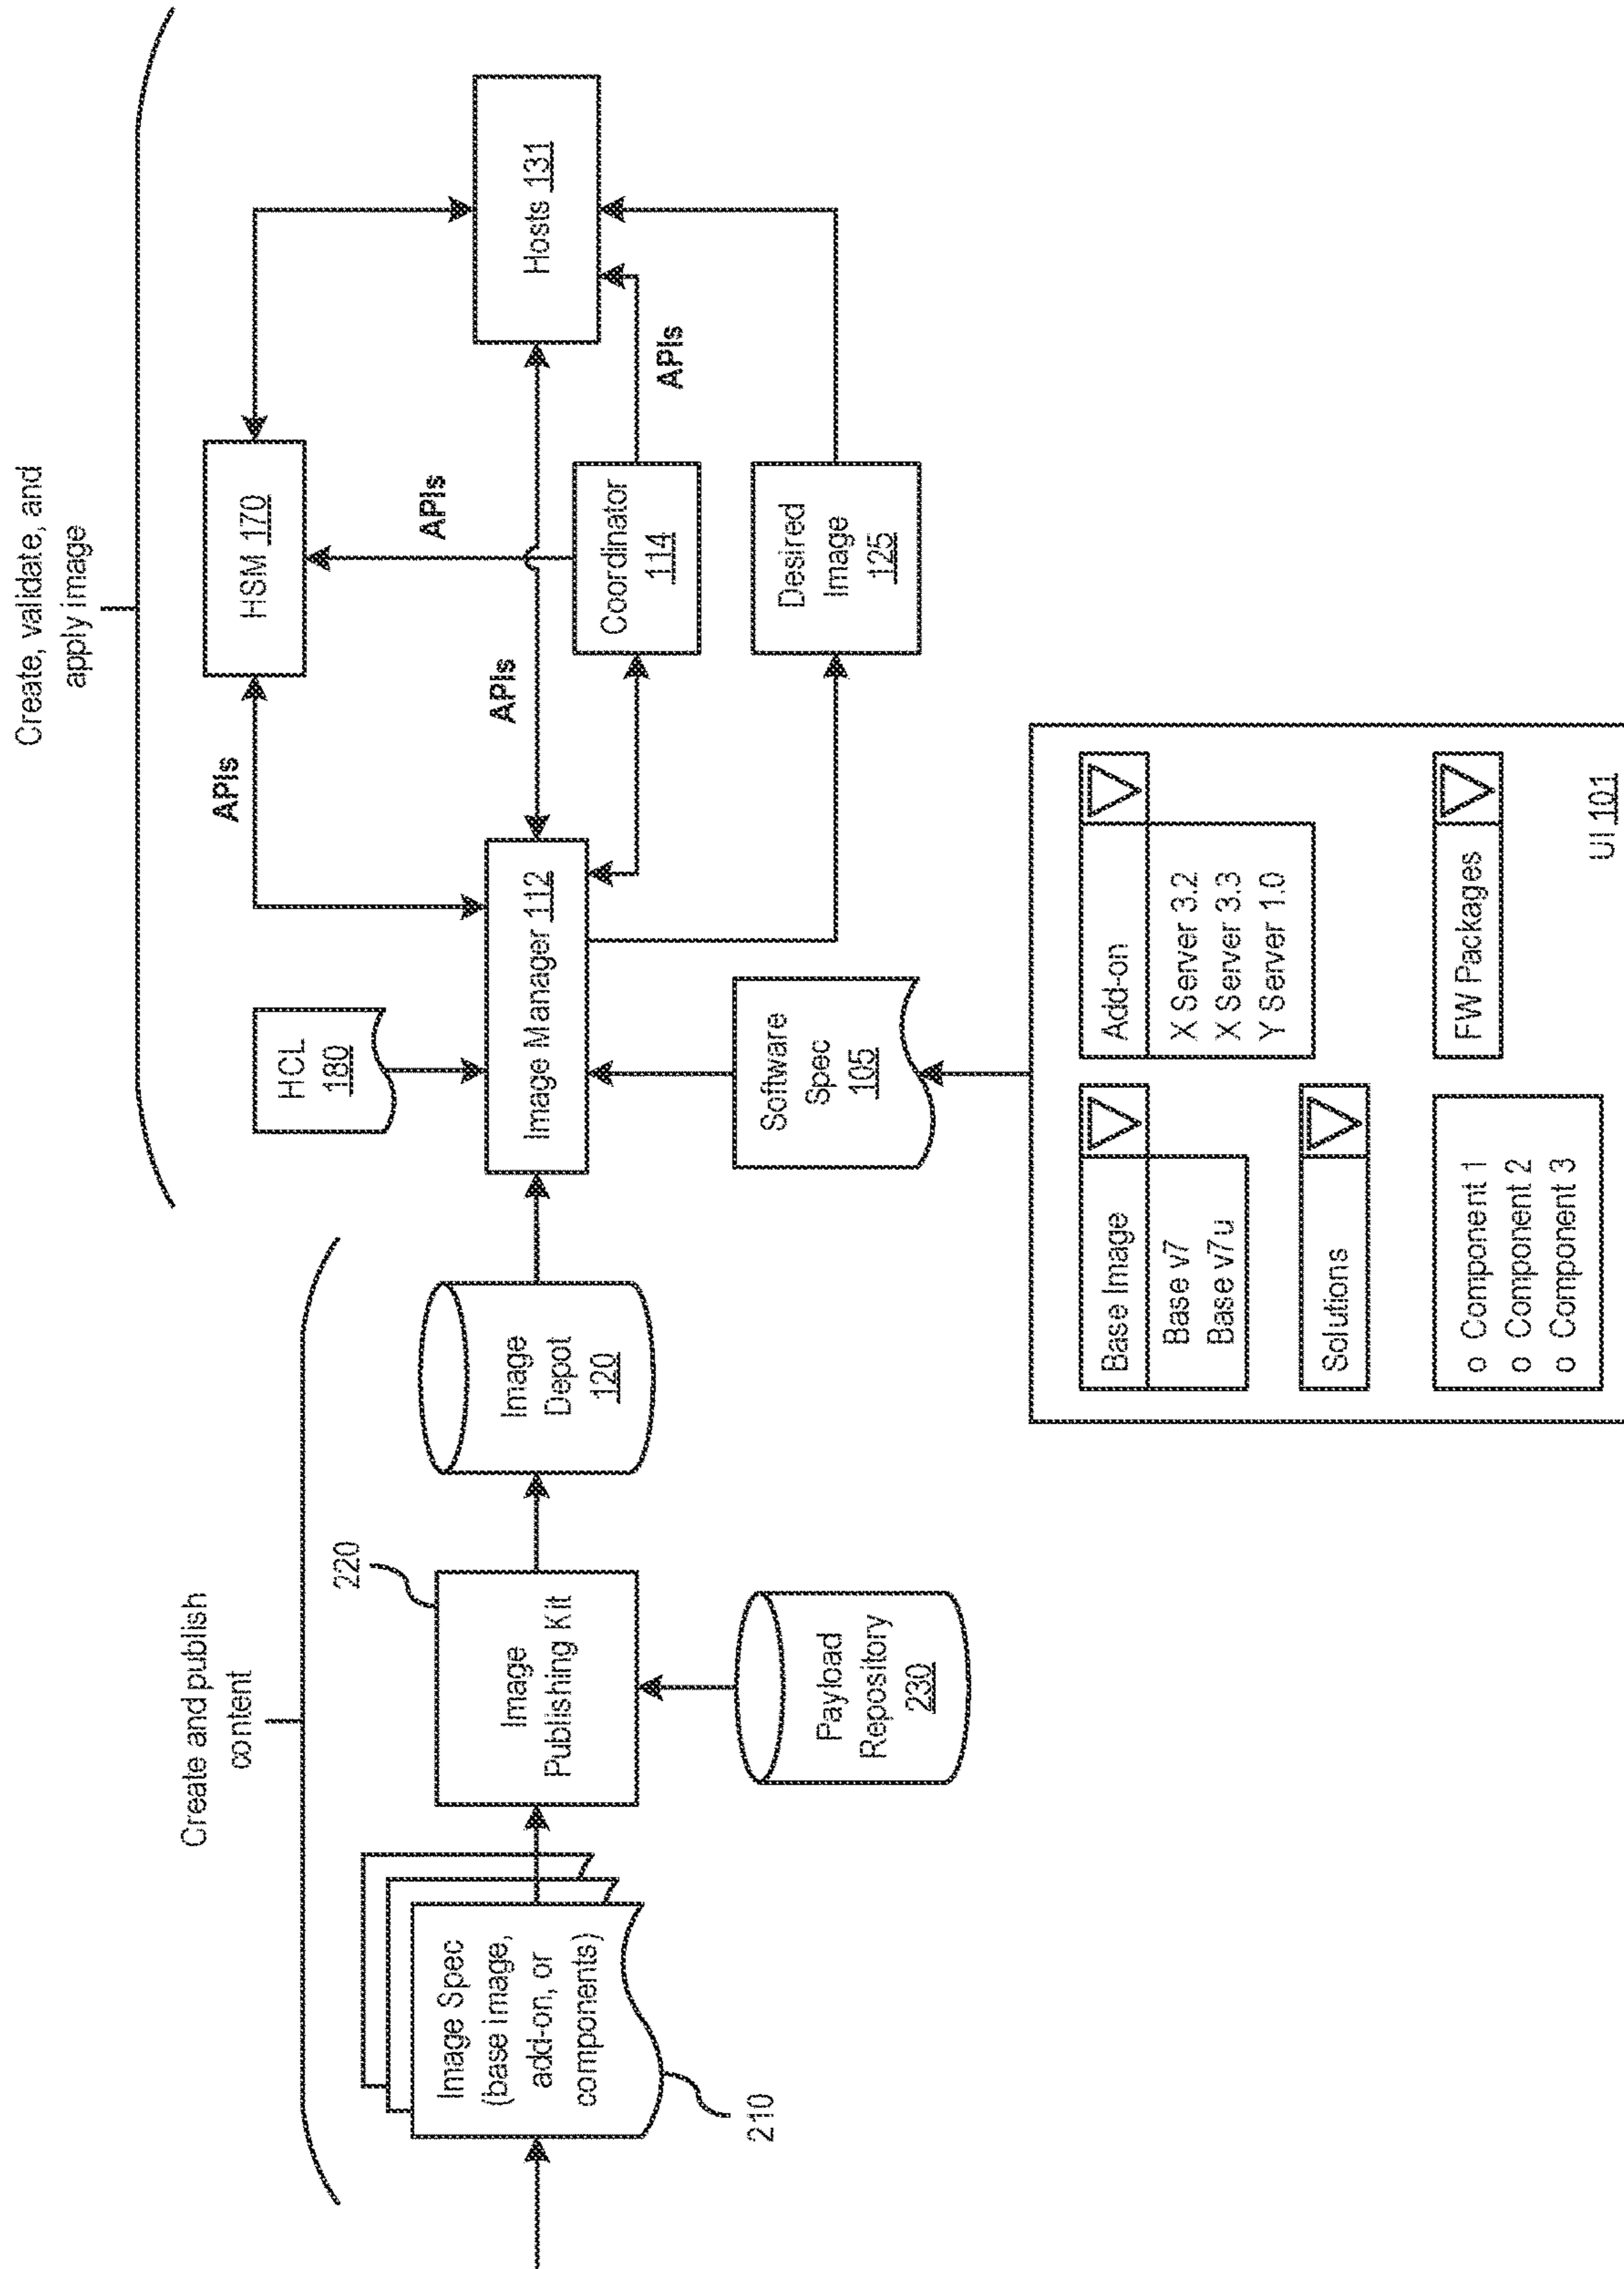 Create and publish
content
Create, validate, and
apply image
Image Spec
(base image,
add-on, or
components)
210
220
Image
Publishing Kit
Payload
Repository
230
Image
Depot
120
HCL
180
Image Manager 112
Software
Spec
105
APIs
HSM 170
APIs
APIs
Coordinator
114
APIs
Desired
Image
125
Hosts 131
Base Image
Base v7
Base v7u
Add-on
X Server 3.2
X Server 3.3
Y Server 1.0
Solutions
o Component 1
o Component 2
o Component 3
FW Packages
UI 101